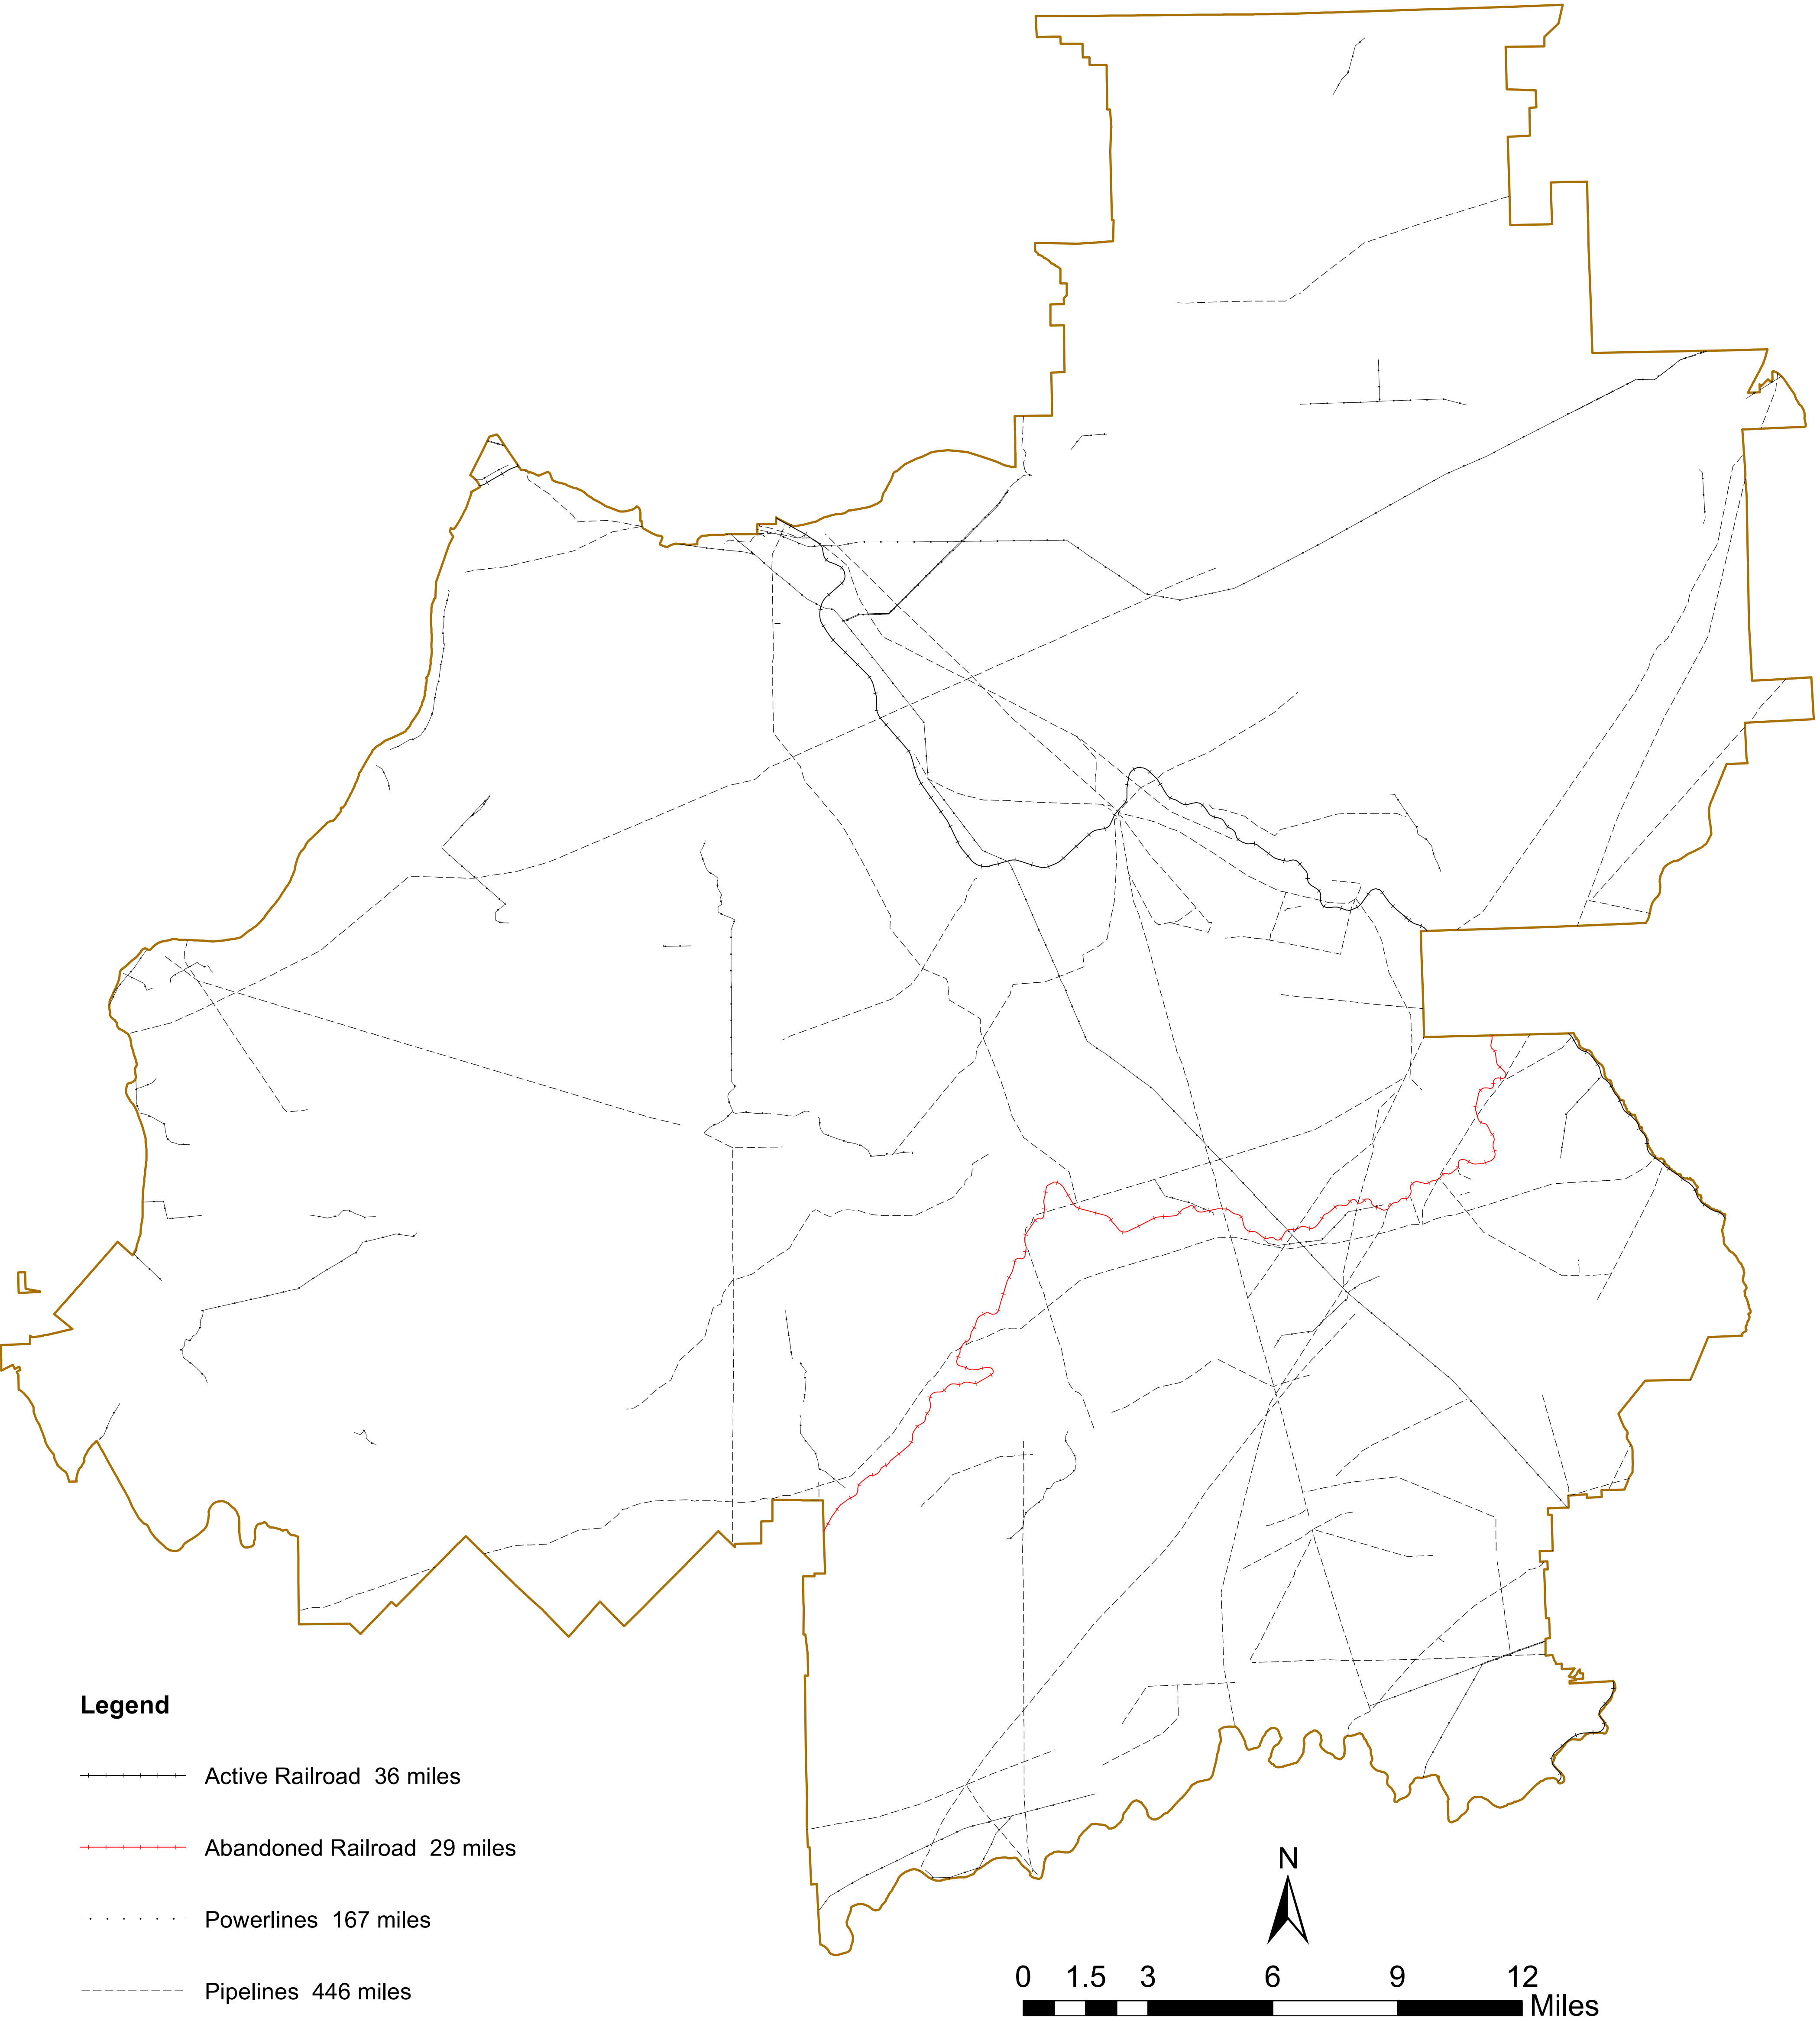 Legend
Active Railroad  36 miles
Abandoned Railroad  29 miles
Powerlines  167 miles
Pipelines  446 miles
N
0 1.5 3 6 9 12
Miles